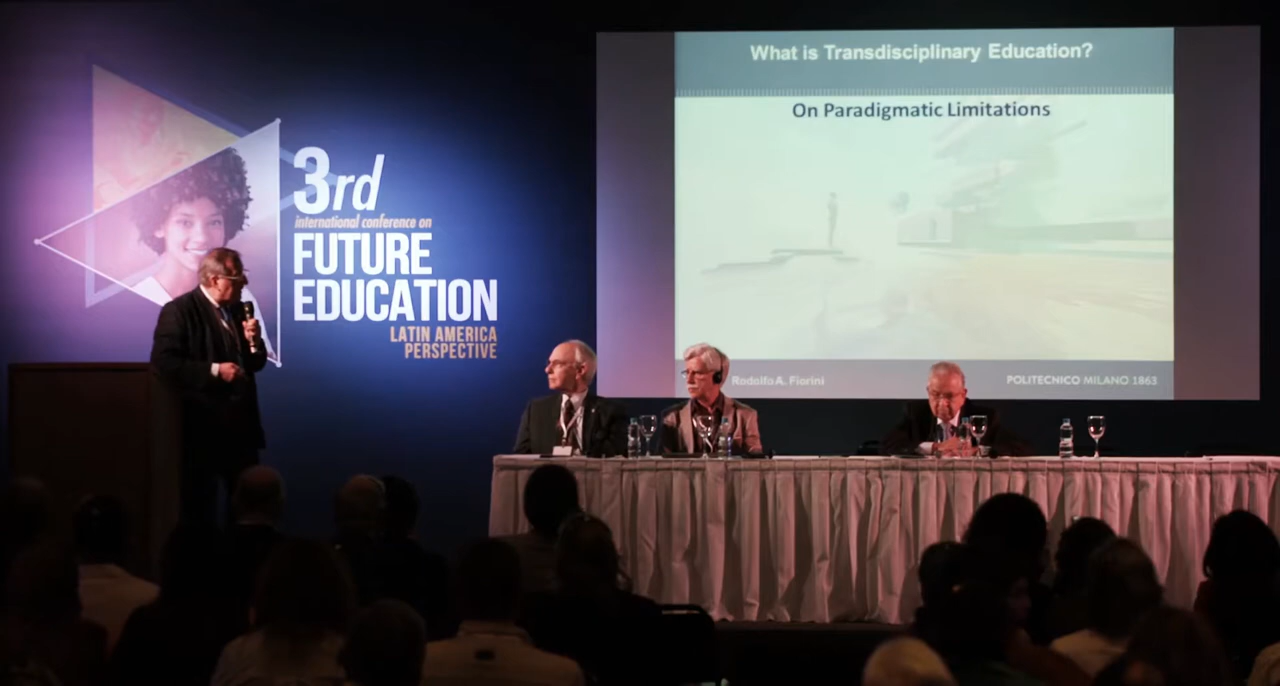 3rd
international conference on
FUTURE
EDUCATION
LATIN AMERICA
PERSPECTIVE
What is Transdisciplinary Education?
On Paradigmatic Limitations
Rodolfo A. Fiorini
POLITECNICO MILANO 1863